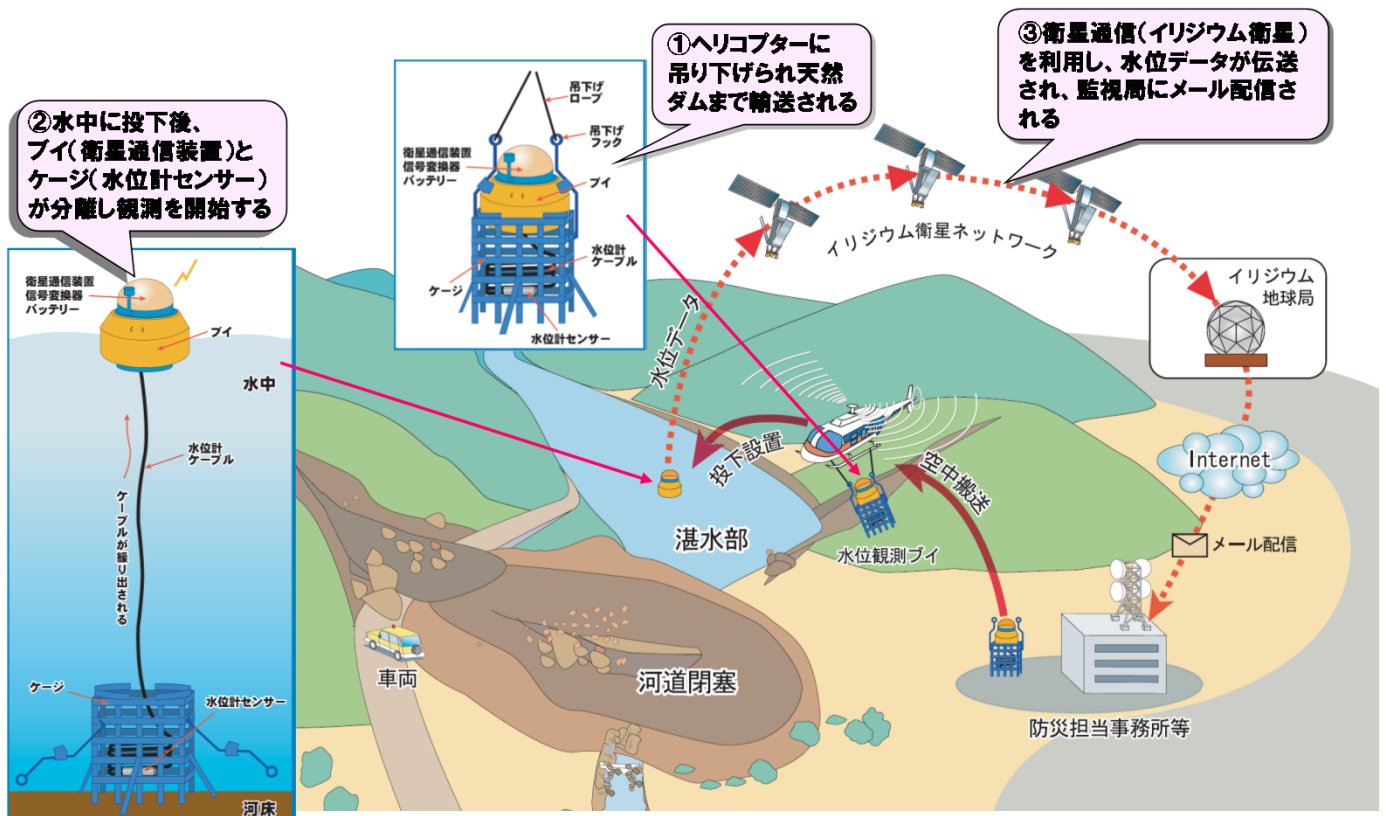 ①ヘリコプターに
吊り下げられ天然
ダムまで輸送される
③衛星通信(イリジウム衛星)
を利用し、水位データが伝送
され、監視局にメール配信さ
れる
②水中に投下後、
ブイ(衛星通信装置)と
ケージ(水位計センサー)
が分離し観測を開始する
吊下げ
ロープ
吊下げ
フック
衛星通信装置
信号変換器
バッテリー
ブイ
水位計
ケーブル
ケージ
水位計センサー
衛星通信装置
信号変換器
バッテリー
ブイ
水中
水位計
ケーブル
ケーブルが繰り出される
ケージ
水位計センサー
河床
イリジウム衛星ネットワーク
イリジウム
地球局
水位データ
Internet
メール配信
投下設置
空中搬送
湛水部
水位観測ブイ
車両
河道閉塞
防災担当事務所等